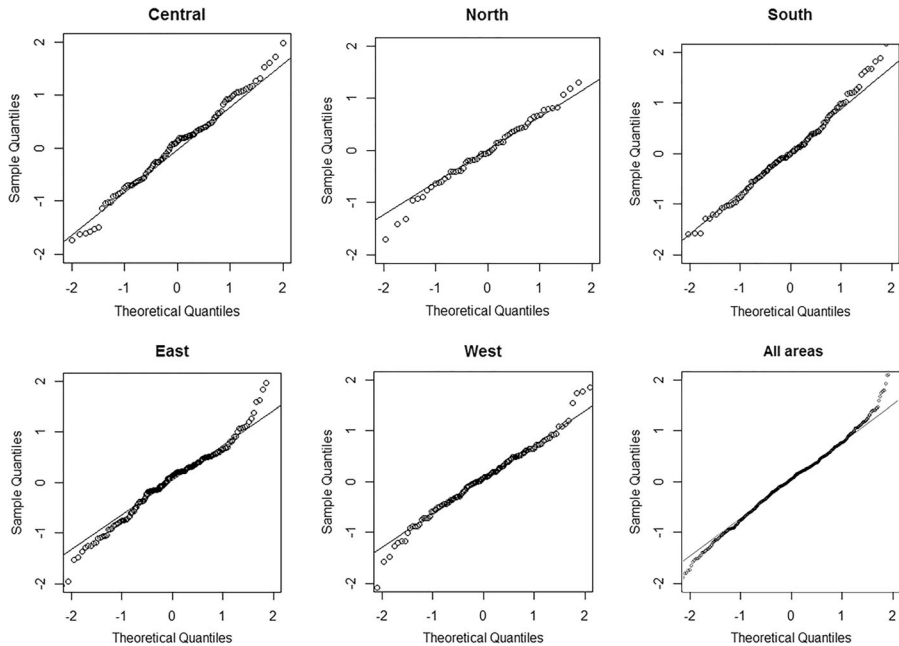 Central
North
South
Sample Quantiles
2
1
0
-1
-2
-2 -1 0 1 2
Theoretical Quantiles
Sample Quantiles
2
1
0
-1
-2
-2 -1 0 1 2
Theoretical Quantiles
Sample Quantiles
2
1
0
-1
-2
-2 -1 0 1 2
Theoretical Quantiles
East
West
All areas
Sample Quantiles
2
1
0
-1
-2
-2 -1 0 1 2
Theoretical Quantiles
Sample Quantiles
2
1
0
-1
-2
-2 -1 0 1 2
Theoretical Quantiles
Sample Quantiles
2
1
0
-1
-2
-2 -1 0 1 2
Theoretical Quantiles